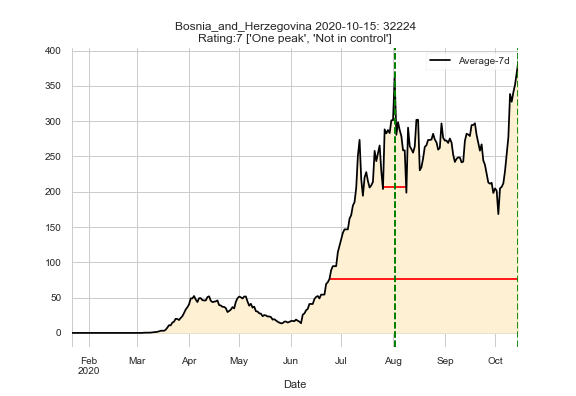 Bosnia_and_Herzegovina 2020-10-15: 32224
Rating:7 ['One peak', 'Not in control']
400
Average-7d
350
300
250
200
150
100
50
0
Feb Mar Apr May Jun Jul Aug Sep Oct
2020
Date